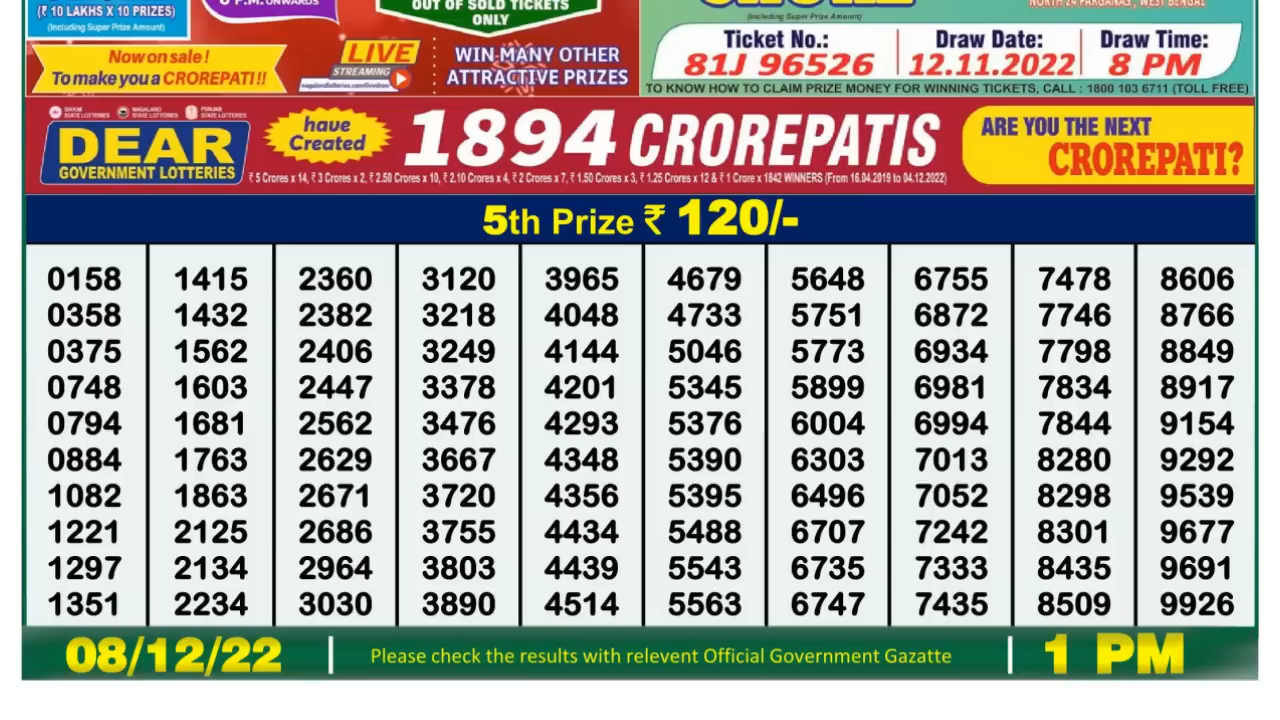 (₹ 10 LAKHS X 10 PRIZES)
(Including Super Prize Amount)
8 P.M. ONWARDS
OUT OF SOLD TICKETS
ONLY
Now on sale!
To make you a CROREPATI!!
LIVE
STREAMING
WIN MANY OTHER
ATTRACTIVE PRIZES
(Including Super Prize Amount)
NORTH 24 PARGANAS, WEST BENGAL
Ticket No.:
81J 96526
Draw Date:
12.11.2022
Draw Time:
8 PM
TO KNOW HOW TO CLAIM PRIZE MONEY FOR WINNING TICKETS, CALL : 1800 103 6711 (TOLL FREE)
SIKKIM STATE LOTTERIES
NAGALAND STATE LOTTERIES
PUNJAB STATE LOTTERIES
DEAR
GOVERNMENT LOTTERIES
have
Created
1894 CROREPATIS
₹ 5 Crores x 14, ₹ 3 Crores x 2, ₹ 2.50 Crores x 10, ₹ 2.10 Crores x 4, ₹ 2 Crores x 7, ₹ 1.50 Crores x 3, ₹ 1.25 Crores x 12 & ₹ 1 Crore x 1842 WINNERS (From 16.04.2019 to 04.12.2022)
ARE YOU THE NEXT
CROREPATI?
5th Prize ₹ 120/-
0158 1415 2360 3120 3965 4679 5648 6755 7478 8606
0358 1432 2382 3218 4048 4733 5751 6872 7746 8766
0375 1562 2406 3249 4144 5046 5773 6934 7798 8849
0748 1603 2447 3378 4201 5345 5899 6981 7834 8917
0794 1681 2562 3476 4293 5376 6004 6994 7844 9154
0884 1763 2629 3667 4348 5390 6303 7013 8280 9292
1082 1863 2671 3720 4356 5395 6496 7052 8298 9539
1221 2125 2686 3755 4434 5488 6707 7242 8301 9677
1297 2134 2964 3803 4439 5543 6735 7333 8435 9691
1351 2234 3030 3890 4514 5563 6747 7435 8509 9926
08/12/22
Please check the results with relevent Official Government Gazatte
1 PM